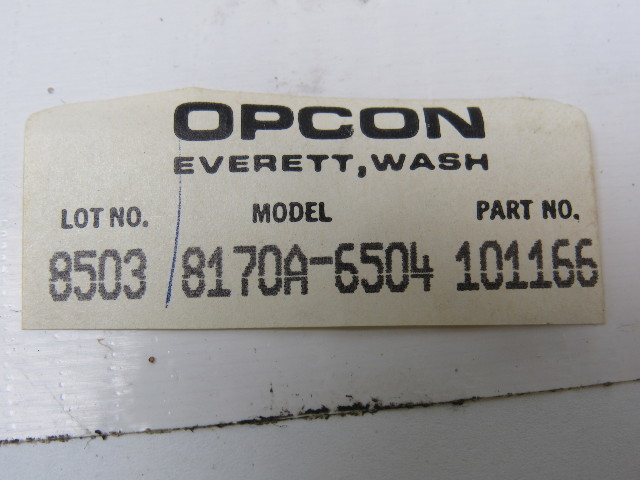 OPCON
EVERETT, WASH
LOT NO. MODEL PART NO.
8503 8170A-6504 101166